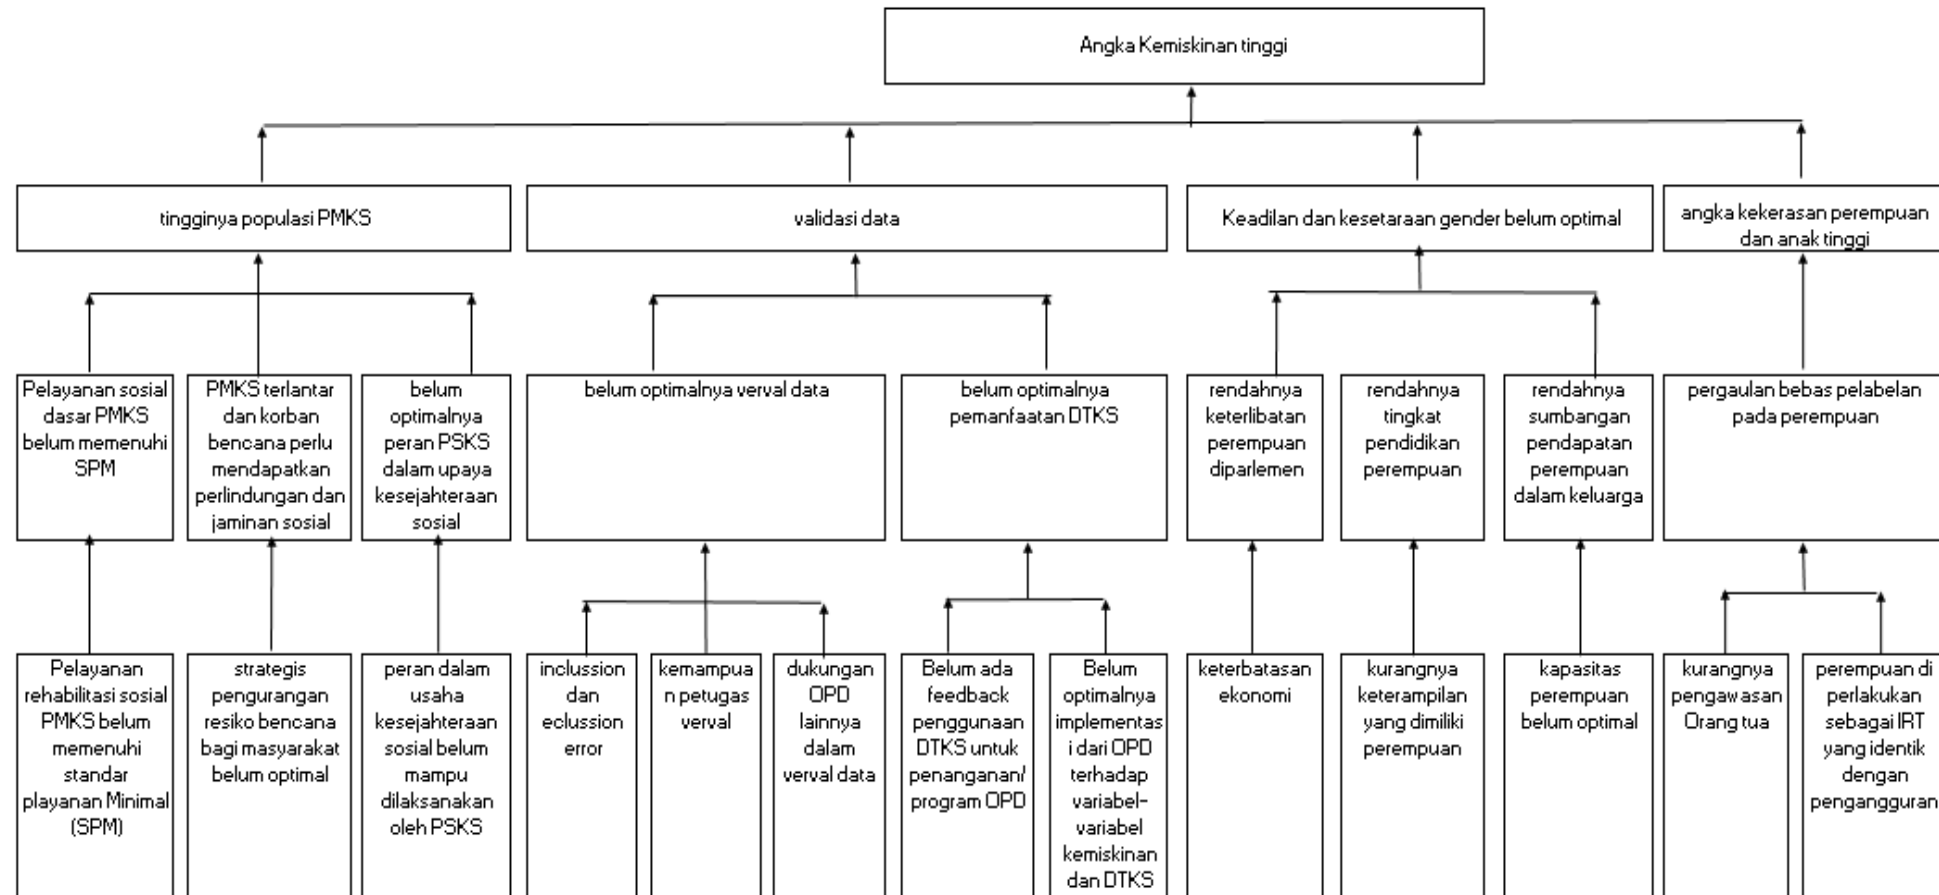 Angka Kemiskinan tinggi
tingginya populasi PMKS
validasi data
Keadilan dan kesetaraan gender belum optimal
angka kekerasan perempuan
dan anak tinggi
Pelayanan sosial
dasar PMKS
belum memenuhi
SPM
PMKS terlantar
dan korban
bencana perlu
mendapatkan
perlindungan dan
jaminan sosial
belum
optimalnya
peran PSKS
dalam upaya
kesejahteraan
sosial
belum optimalnya verval data
belum optimalnya
pemanfaatan DTKS
rendahnya
keterlibatan
perempuan
diparlemen
rendahnya
tingkat
pendidikan
perempuan
rendahnya
sumbangan
pendapatan
perempuan
dalam keluarga
pergaulan bebas pelabelan
pada perempuan
Pelayanan
rehabilitasi sosial
PMKS belum
memenuhi
standar
playanan Minimal
(SPM)
strategis
pengurangan
resiko bencana
bagi masyarakat
belum optimal
peran dalam
usaha
kesejahteraan
sosial belum
mampu
dilaksanakan
oleh PSKS
inclussion
dan
eclussion
error
kemampua
n petugas
verval
dukungan
OPD
lainnya
dalam
verval data
Belum ada
feedback
penggunaan
DTKS untuk
penanganan/
program OPD
Belum
optimalnya
implementas
i dari OPD
terhadap
variabel-
variabel
kemiskinan
dan DTKS
keterbatasan
ekonomi
kurangnya
keterampilan
yang dimiliki
perempuan
kapasitas
perempuan
belum optimal
kurangnya
pengawasan
Orang tua
perempuan di
perlakukan
sebagai IRT
yang identik
dengan
pengangguran